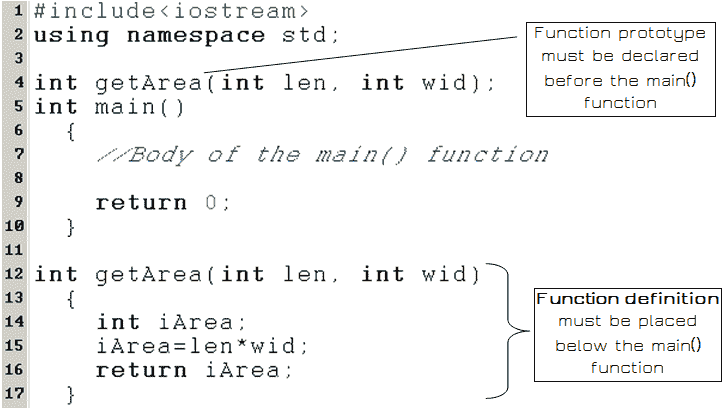 1 #include<iostream>
2 using namespace std;
3
4 int getArea(int len, int wid);
5 int main()
6 {
7 //Body of the main() function
8
9 return 0;
10 }
11
12 int getArea(int len, int wid)
13 {
14 int iArea;
15 iArea=len*wid;
16 return iArea;
17 }
Function prototype
must be declared
before the main()
function
Function definition
must be placed
below the main()
function